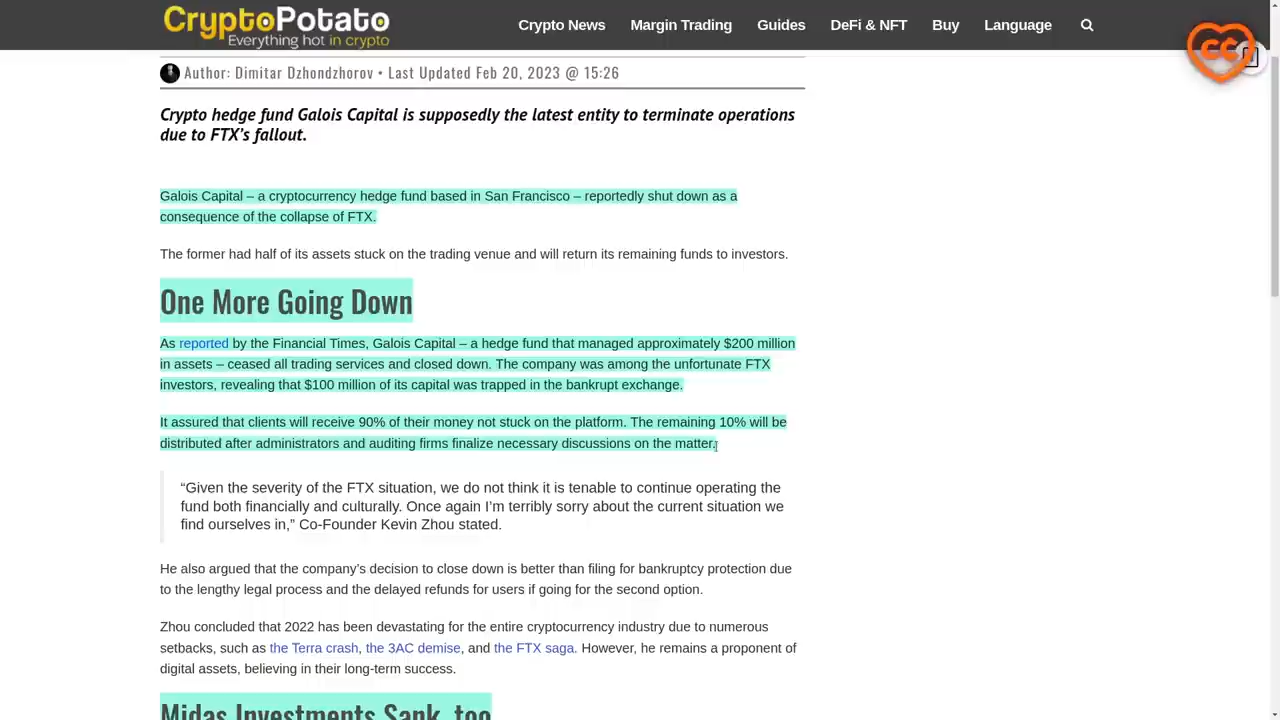 CryptoPotato
Everything hot in crypto
Crypto News Margin Trading Guides DeFi & NFT Buy Language
Author: Dimitar Dzhondzhorov • Last Updated Feb 20, 2023 @ 15:26
Crypto hedge fund Galois Capital is supposedly the latest entity to terminate operations
due to FTX’s fallout.
Galois Capital – a cryptocurrency hedge fund based in San Francisco – reportedly shut down as a
consequence of the collapse of FTX.
The former had half of its assets stuck on the trading venue and will return its remaining funds to investors.
One More Going Down
As reported by the Financial Times, Galois Capital – a hedge fund that managed approximately $200 million
in assets – ceased all trading services and closed down. The company was among the unfortunate FTX
investors, revealing that $100 million of its capital was trapped in the bankrupt exchange.
It assured that clients will receive 90% of their money not stuck on the platform. The remaining 10% will be
distributed after administrators and auditing firms finalize necessary discussions on the matter.
“Given the severity of the FTX situation, we do not think it is tenable to continue operating the
fund both financially and culturally. Once again I’m terribly sorry about the current situation we
find ourselves in,” Co-Founder Kevin Zhou stated.
He also argued that the company’s decision to close down is better than filing for bankruptcy protection due
to the lengthy legal process and the delayed refunds for users if going for the second option.
Zhou concluded that 2022 has been devastating for the entire cryptocurrency industry due to numerous
setbacks, such as the Terra crash, the 3AC demise, and the FTX saga. However, he remains a proponent of
digital assets, believing in their long-term success.
Midas Investments Sank, too
CC